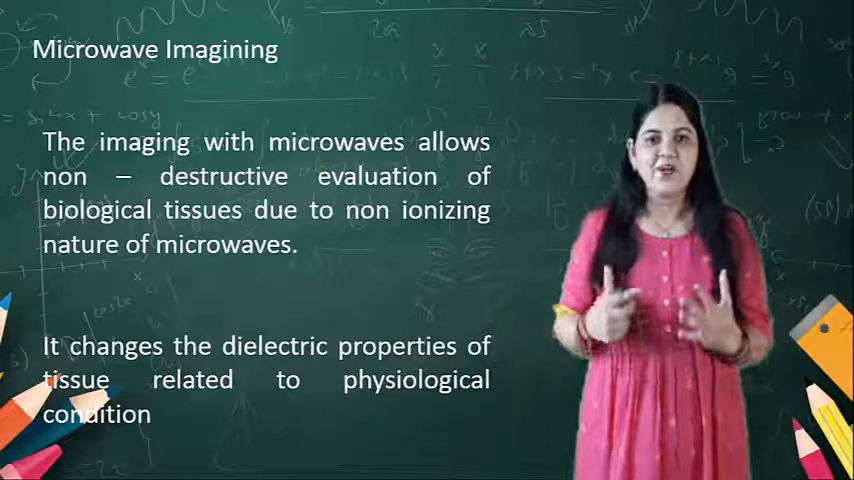 Microwave Imagining
The imaging with microwaves allows
non – destructive evaluation of
biological tissues due to non ionizing
nature of microwaves.
It changes the dielectric properties of
tissue related to physiological
condition